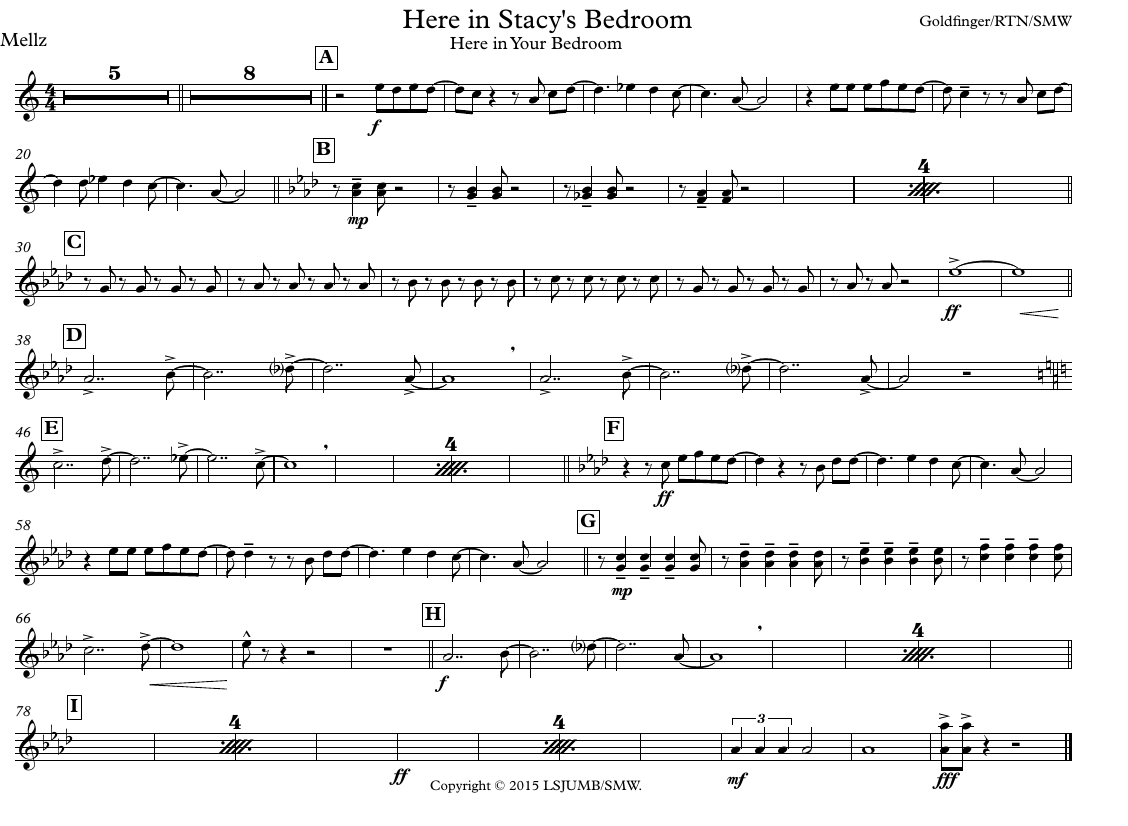 Here in Stacy's Bedroom
Goldfinger/RTN/SMW
Mellz
Here in Your Bedroom
A
5 8
f
20
B
4
mp
30
C
ff
38
D
46
E
4
F
ff
58
G
mp
66
H
4
f
78
I
4 4 3
ff mf fff
Copyright © 2015 LSJUMB/SMW.